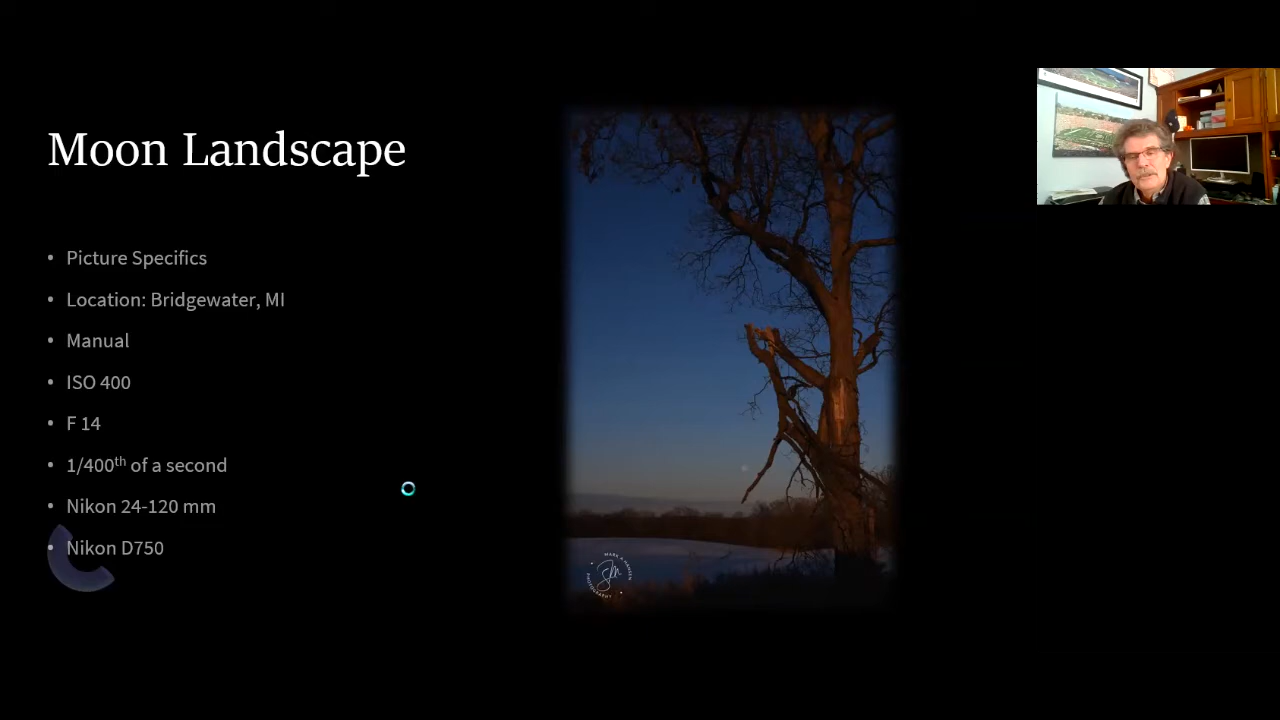 Moon Landscape
• Picture Specifics
• Location: Bridgewater, MI
• Manual
• ISO 400
• F 14
• 1/400th of a second
• Nikon 24-120 mm
• Nikon D750